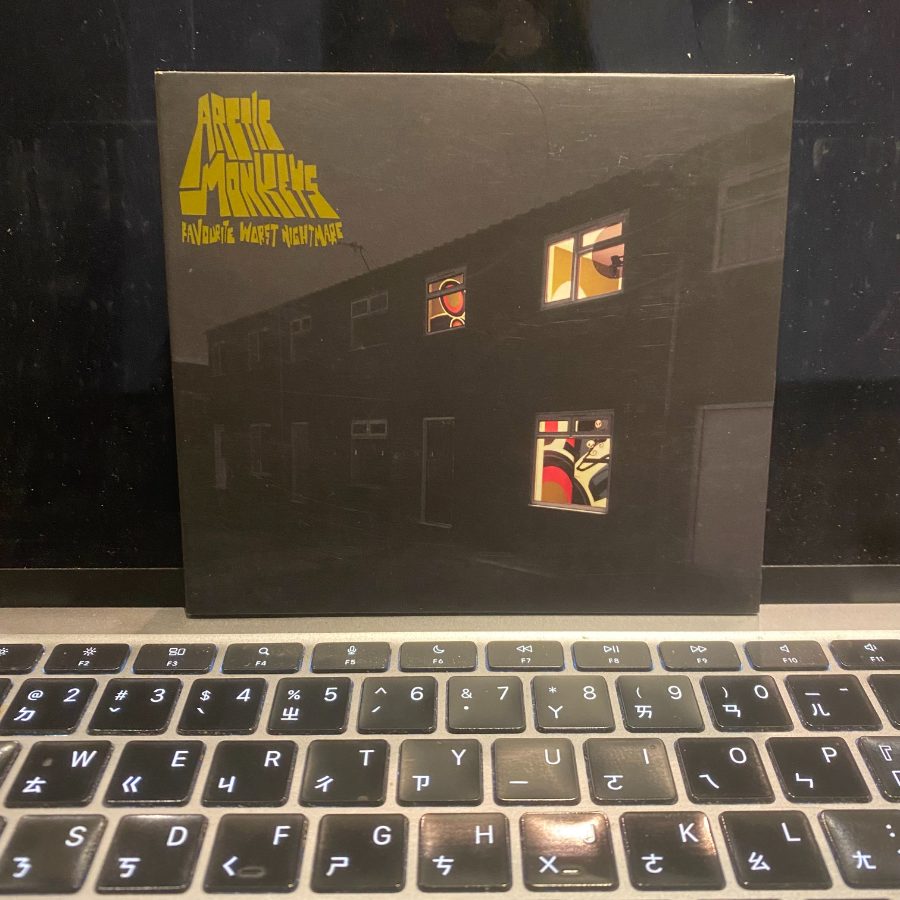 ARCTIC
MONKEYS
FAVOURITE WORST NIGHTMARE
F2 F3 F4 F5 F6 F7 F8 F9 F10 F11
@ 2 # 3 $ 4 % 5 ^ 6 & 7 * 8 ( 9 ) 0 — -
ㄉ ˇ ˋ ㄓ ˊ ˙ ㄚ ㄞ ㄢ ㄦ
W E R T Y U I O P
ㄊ ㄍ ㄐ ㄔ ㄗ ㄧ ㄛ ㄟ ㄣ
S D F G H J K L :
ㄋ ㄎ ㄑ ㄕ ㄘ ㄨ ㄜ ㄠ ㄤ